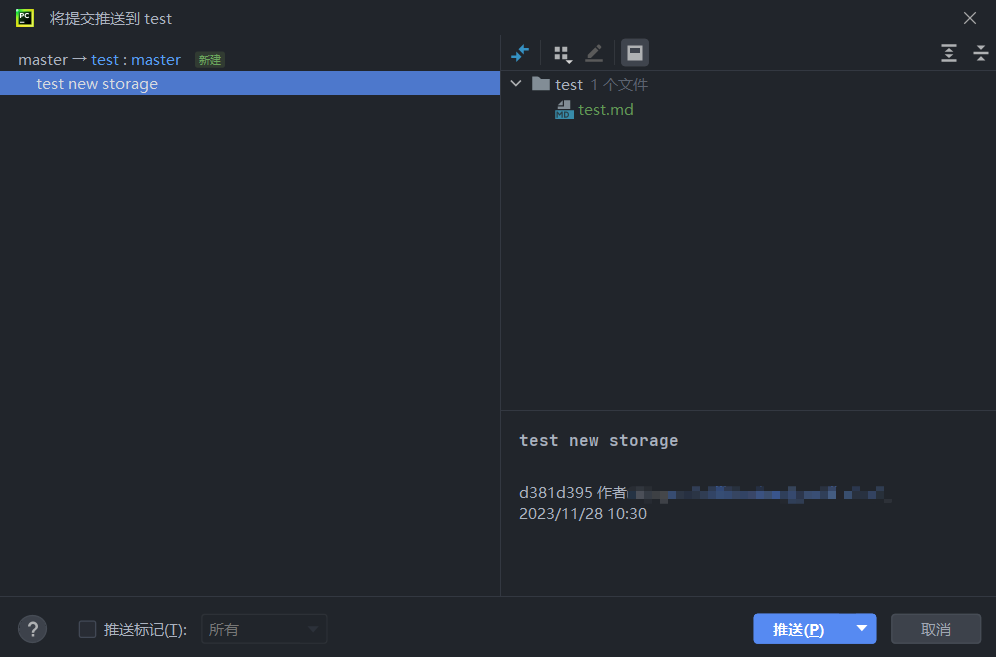 将提交推送到 test
master → test : master 新建
test new storage
test 1 个文件
test.md
test new storage
d381d395 作者
2023/11/28 10:30
? 推送标记(T): 所有
推送(P) 取消